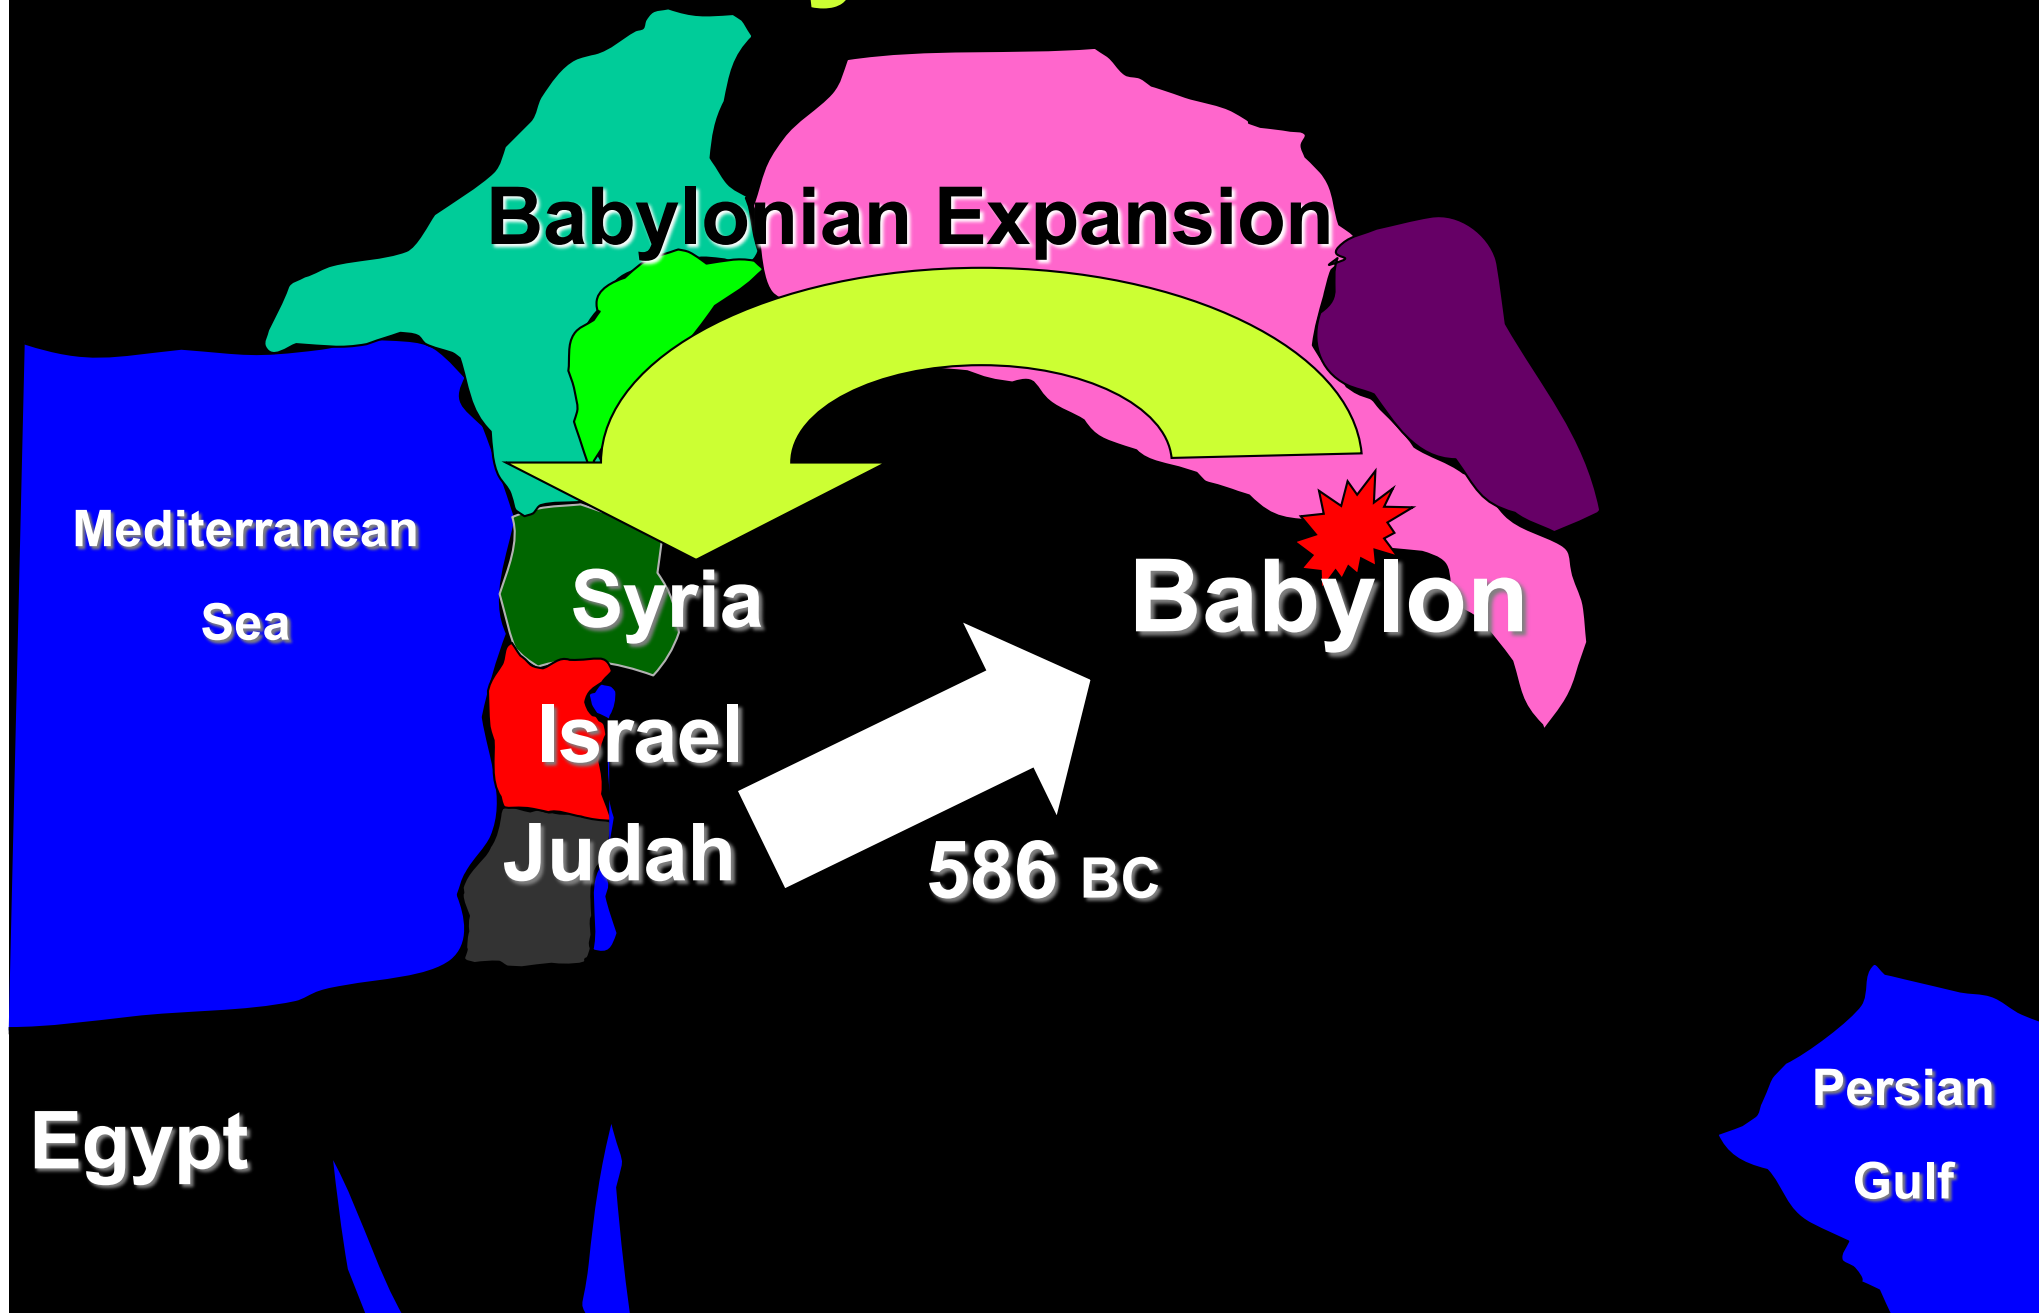 Babylonian Expansion
Mediterranean
Sea
Syria
Babylon
Israel
Judah
586 BC
Egypt
Persian
Gulf